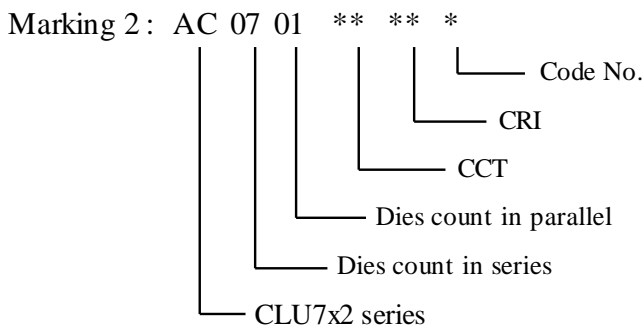 Marking 2 : AC 07 01 ** ** *
Code No.
CRI
CCT
Dies count in parallel
Dies count in series
CLU7x2 series